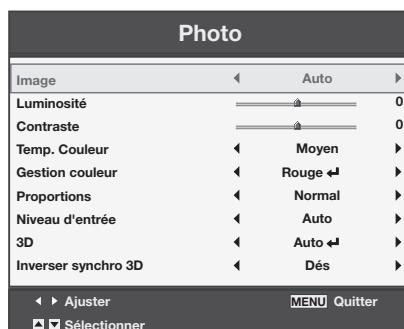 Photo
Image Auto
Luminosité 0
Contraste 0
Temp. Couleur Moyen
Gestion couleur Rouge
Proportions Normal
Niveau d'entrée Auto
3D Auto
Inverser synchro 3D Dés
Ajuster MENU Quitter
Sélectionner